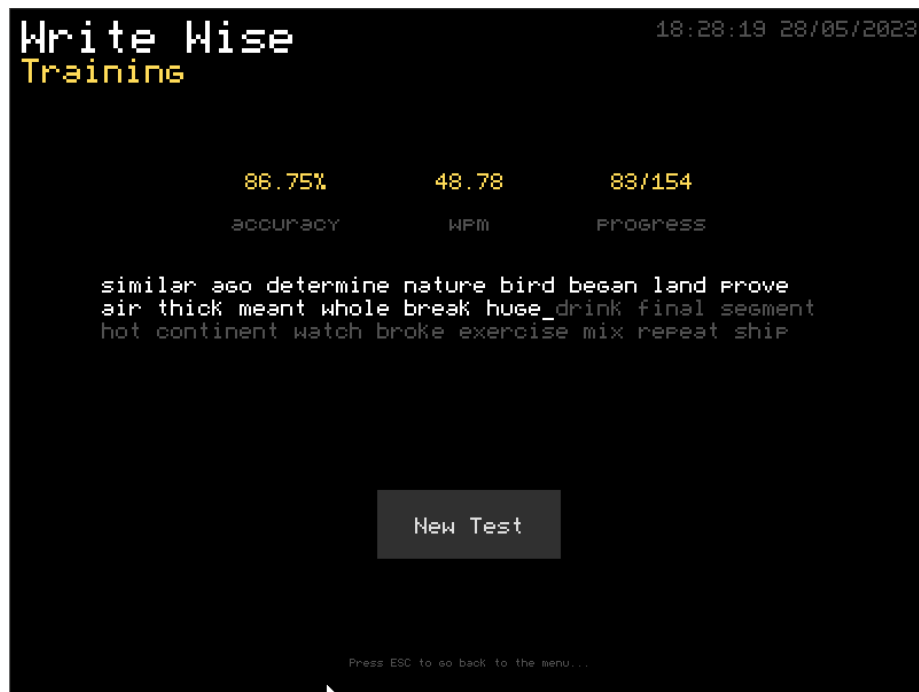 Write Wise
18:28:19 28/05/2023
Training
86.75% 48.78 83/154
accuracy wpm progress
similar ago determine nature bird began land prove
air thick meant whole break huge_drink final segment
hot continent watch broke exercise mix repeat ship
New Test
Press ESC to go back to the menu...